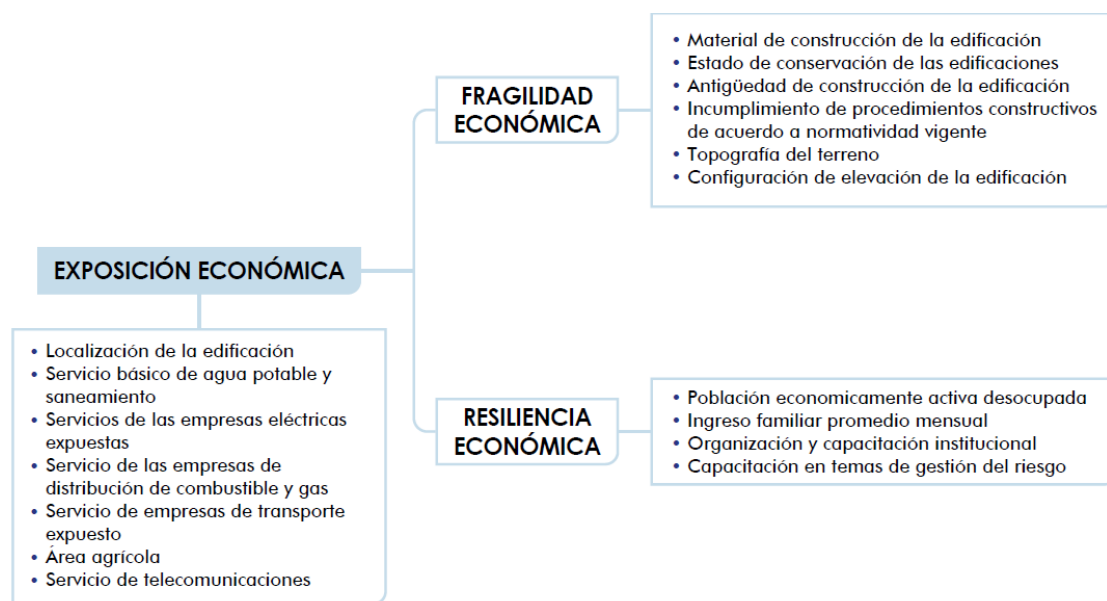 FRAGILIDAD
ECONÓMICA
• Material de construcción de la edificación
• Estado de conservación de las edificaciones
• Antigüedad de construcción de la edificación
• Incumplimiento de procedimientos constructivos
de acuerdo a normatividad vigente
• Topografía del terreno
• Configuración de elevación de la edificación
EXPOSICIÓN ECONÓMICA
• Localización de la edificación
• Servicio básico de agua potable y
saneamiento
• Servicios de las empresas eléctricas
expuestas
• Servicio de las empresas de
distribución de combustible y gas
• Servicio de empresas de transporte
expuesto
• Área agrícola
• Servicio de telecomunicaciones
RESILIENCIA
ECONÓMICA
• Población economicamente activa desocupada
• Ingreso familiar promedio mensual
• Organización y capacitación institucional
• Capacitación en temas de gestión del riesgo